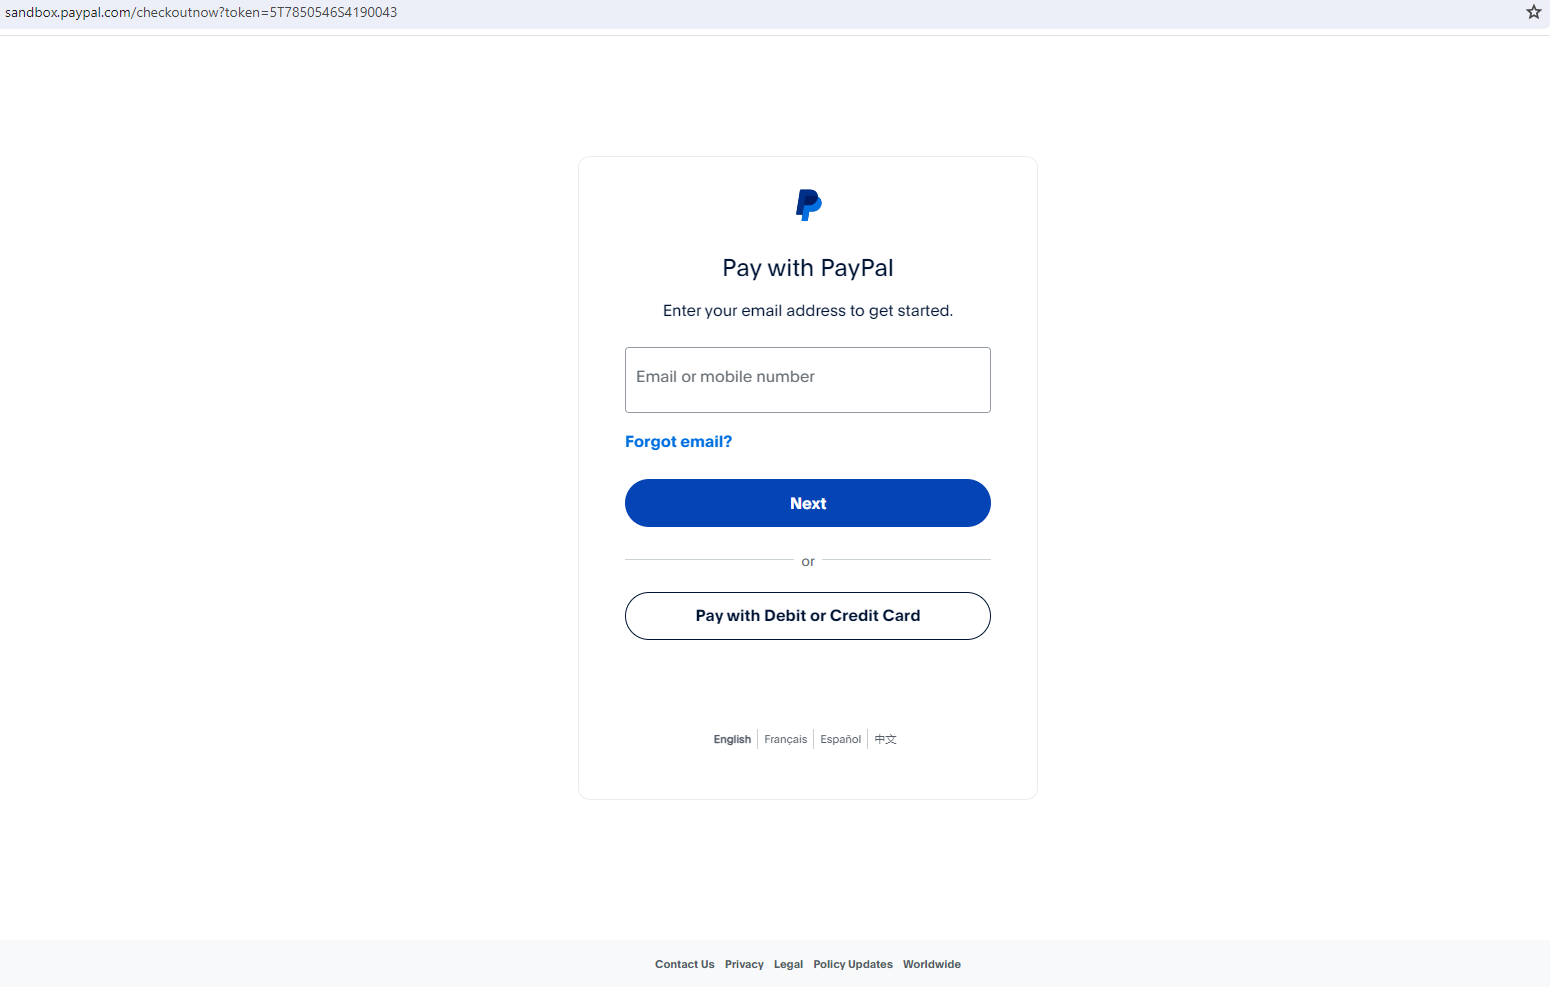 sandbox.paypal.com/checkoutnow?token=5T7850546S4190043
Pay with PayPal
Enter your email address to get started.
Email or mobile number
Forgot email?
Next
or
Pay with Debit or Credit Card
English Français Español 中文
Contact Us Privacy Legal Policy Updates Worldwide